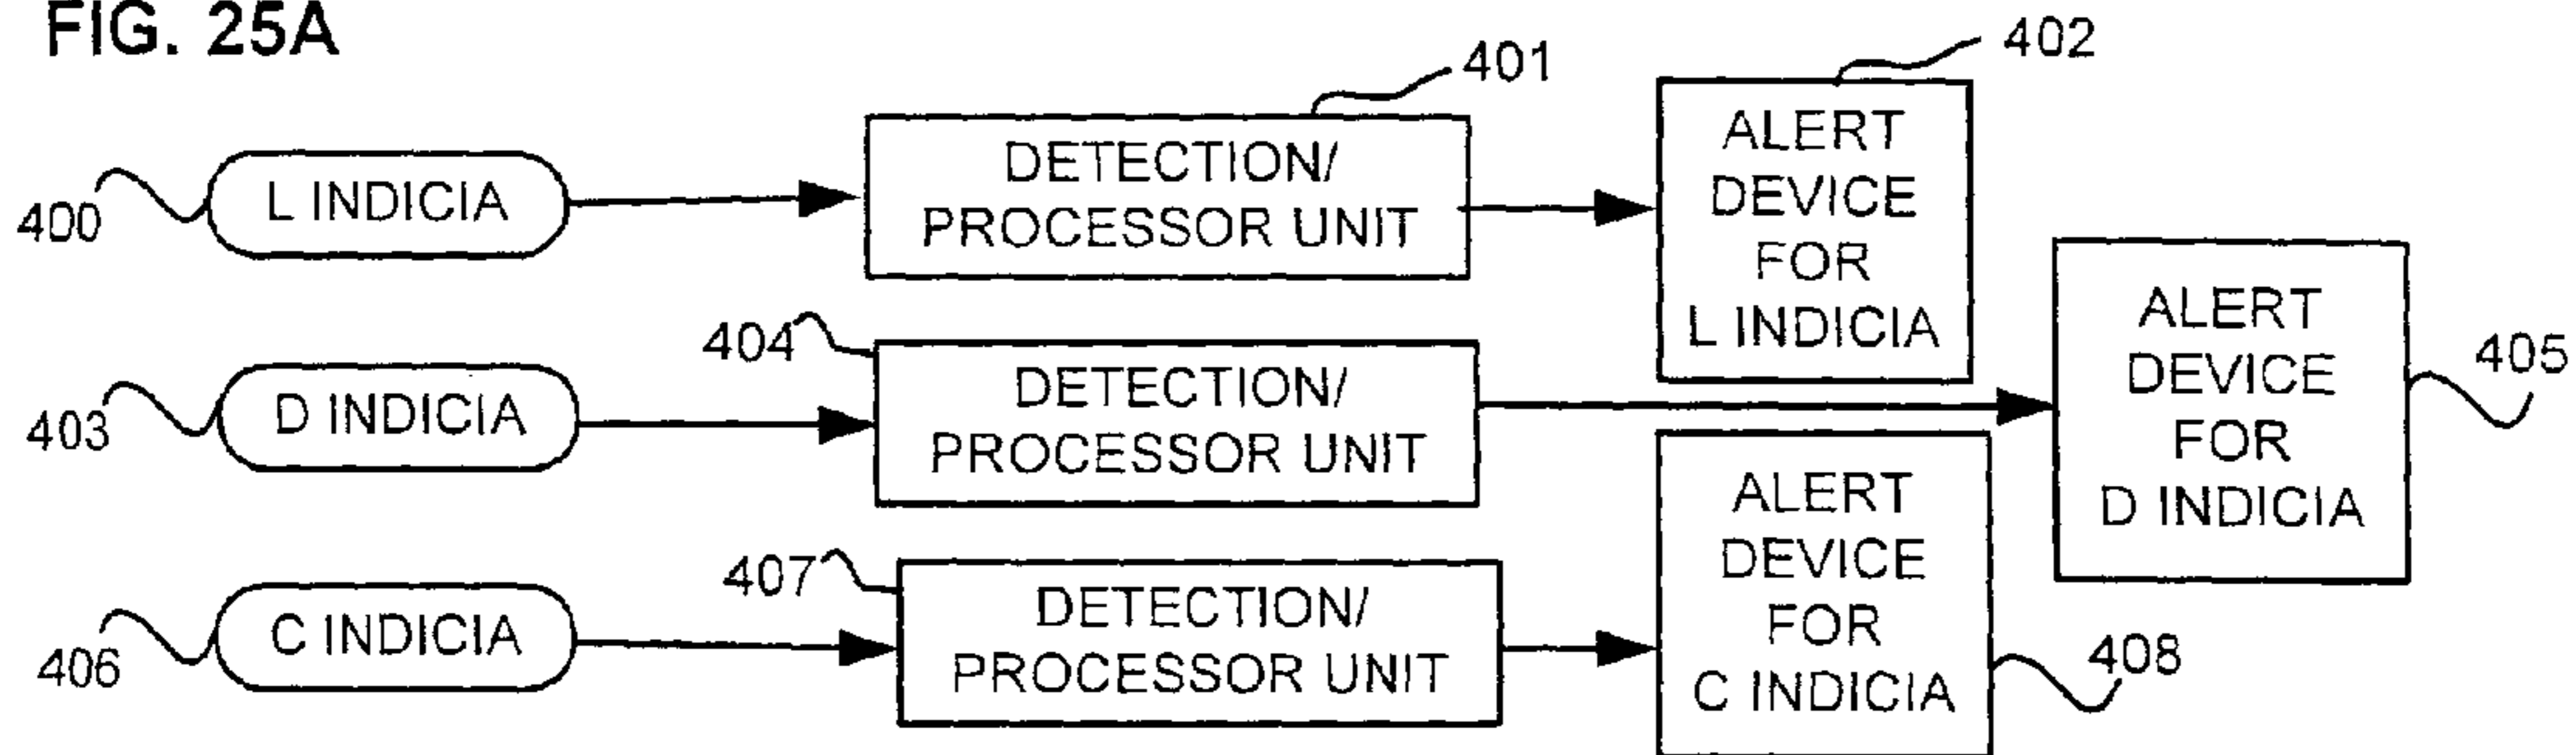 FIG. 25A
400
L INDICIA
401
DETECTION/
PROCESSOR UNIT
402
ALERT
DEVICE
FOR
L INDICIA
403
D INDICIA
404
DETECTION/
PROCESSOR UNIT
405
ALERT
DEVICE
FOR
D INDICIA
406
C INDICIA
407
DETECTION/
PROCESSOR UNIT
408
ALERT
DEVICE
FOR
C INDICIA